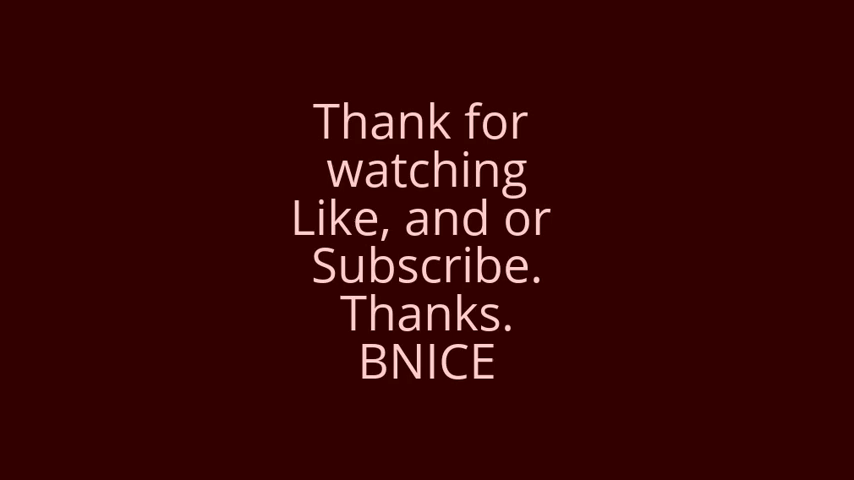 Thank for
watching
Like, and or
Subscribe.
Thanks.
BNICE